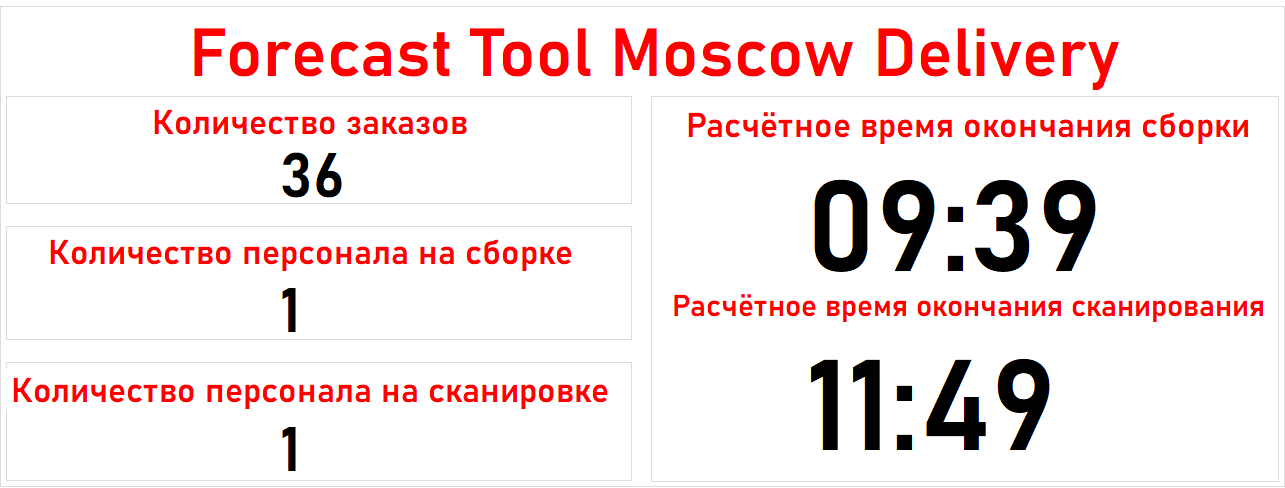 Forecast Tool Moscow Delivery
Количество заказов
36
Количество персонала на сборке
1
Количество персонала на сканировке
1
Расчётное время окончания сборки
09:39
Расчётное время окончания сканирования
11:49